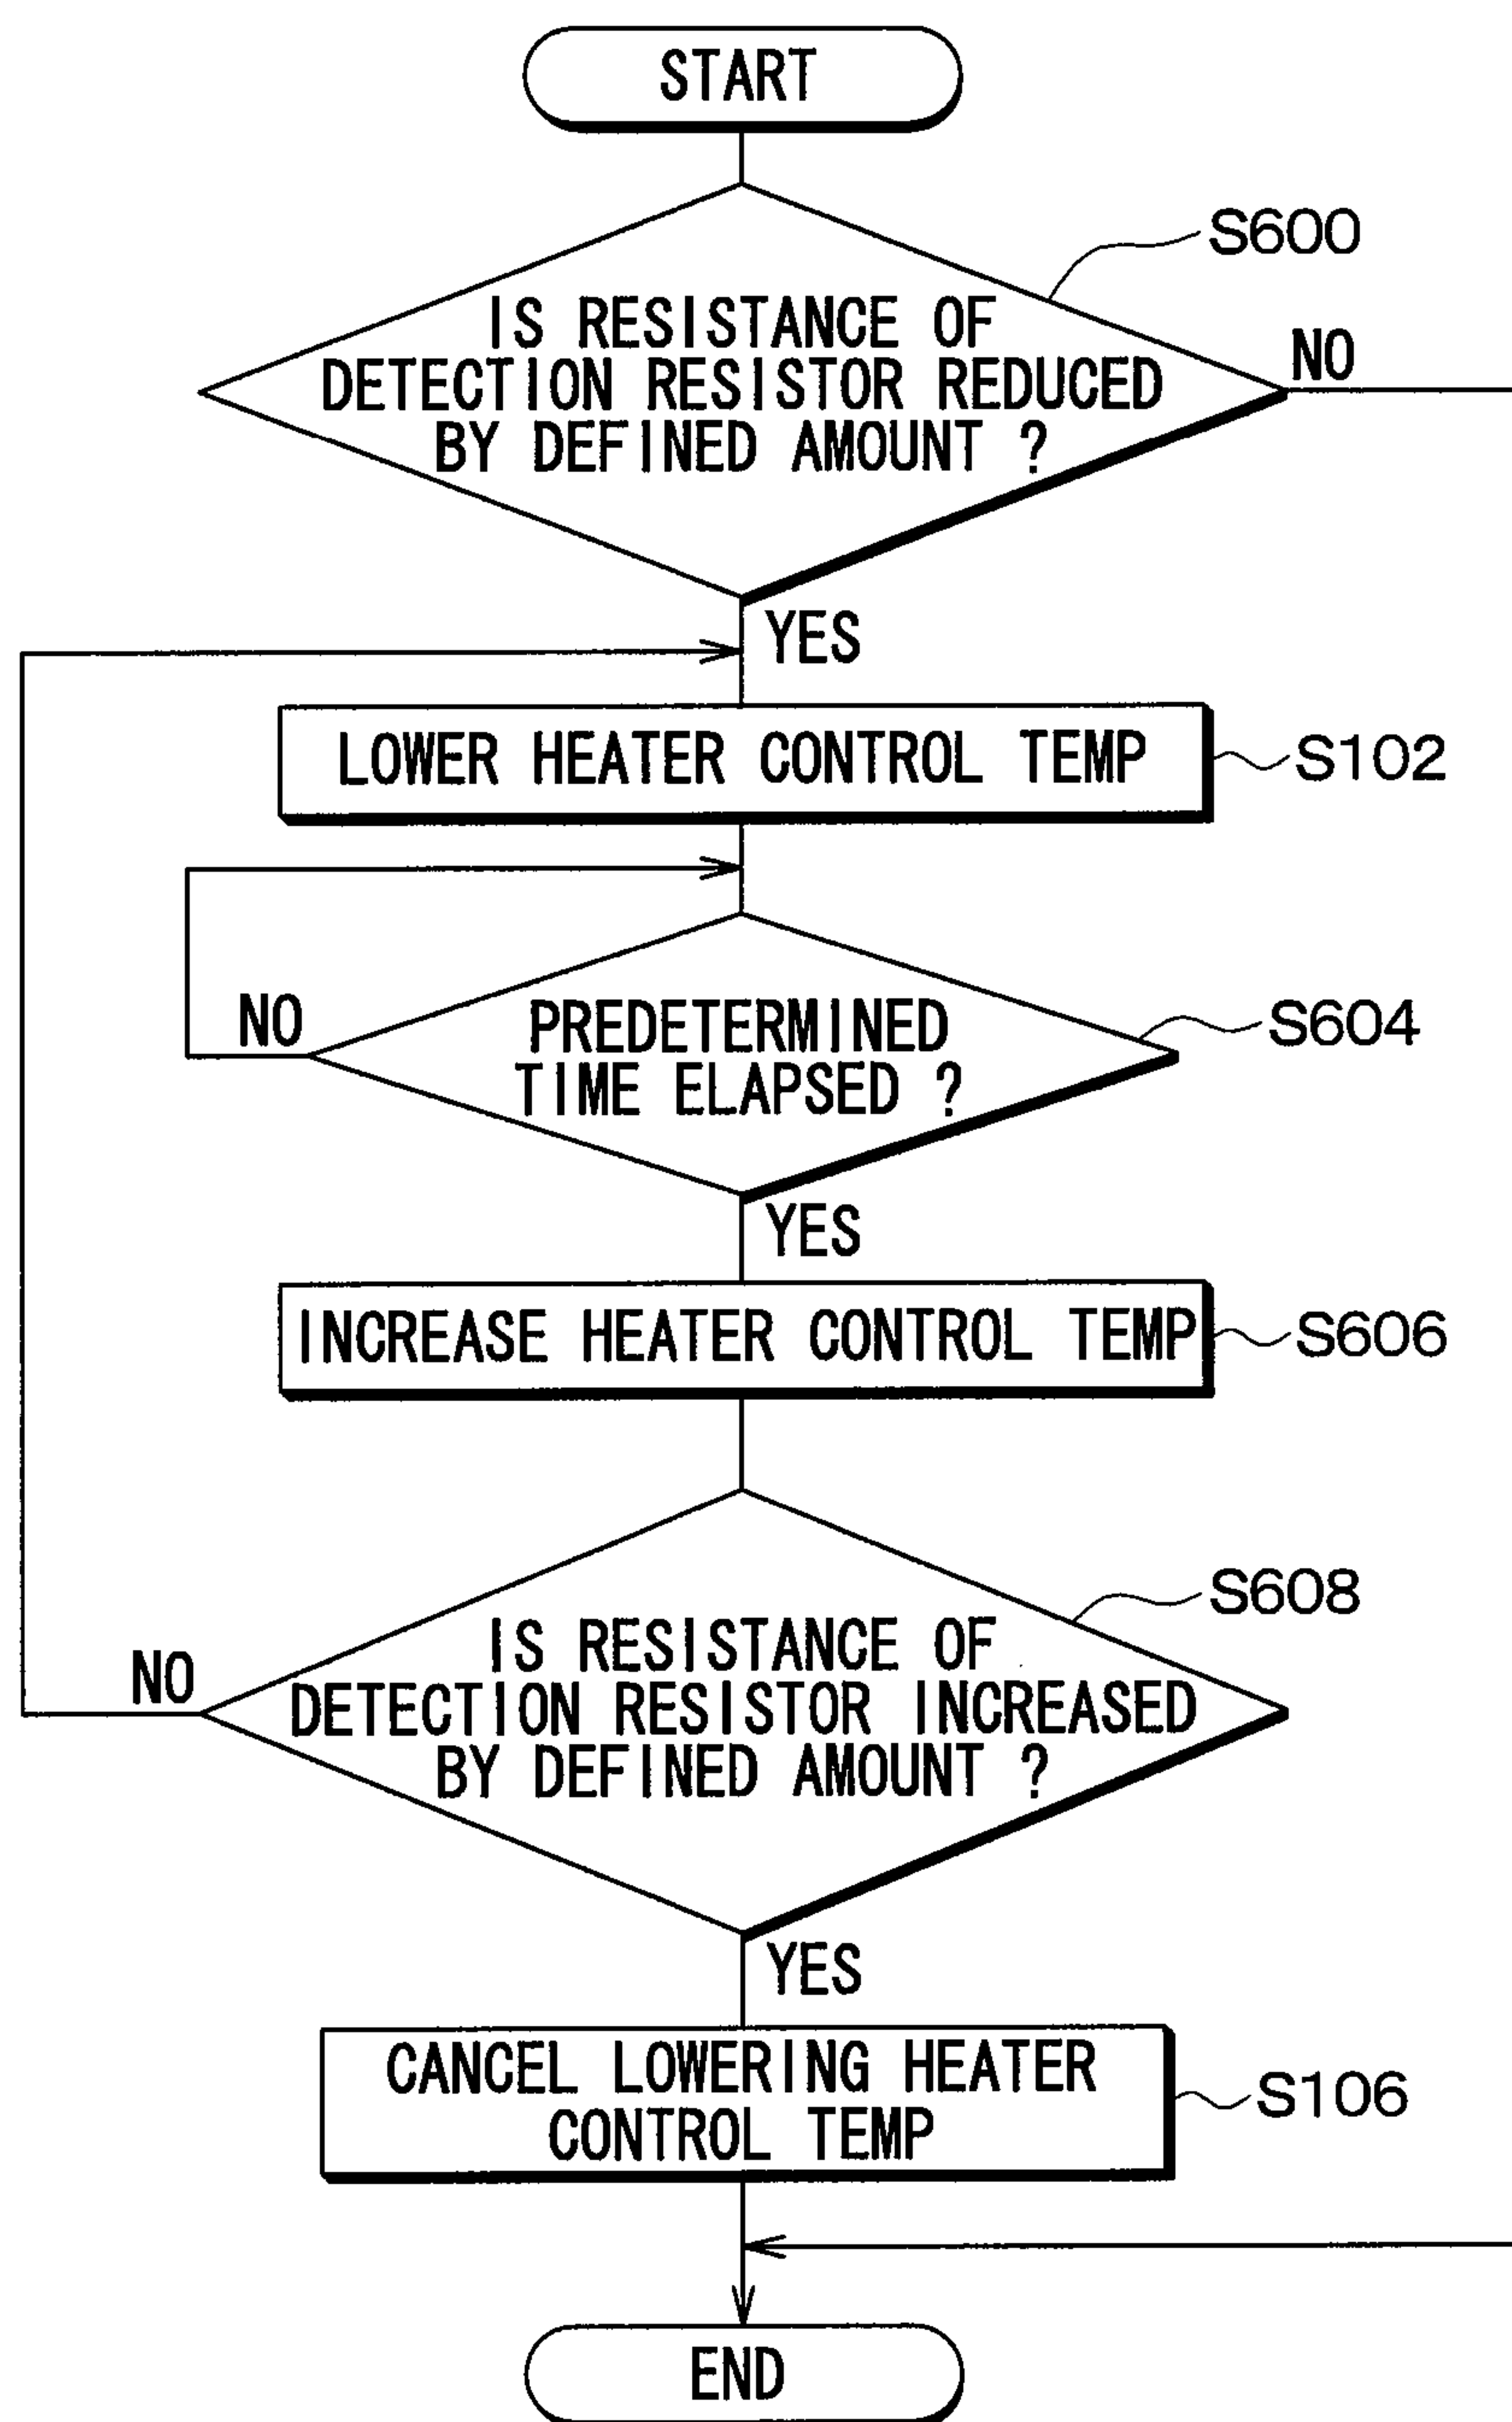 START
S600
IS RESISTANCE OF
DETECTION RESISTOR REDUCED
BY DEFINED AMOUNT ?
NO
YES
LOWER HEATER CONTROL TEMP
S102
NO
PREDETERMINED
TIME ELAPSED ?
S604
YES
INCREASE HEATER CONTROL TEMP
S606
S608
IS RESISTANCE OF
NO
DETECTION RESISTOR INCREASED
BY DEFINED AMOUNT ?
YES
CANCEL LOWERING HEATER
CONTROL TEMP
S106
END